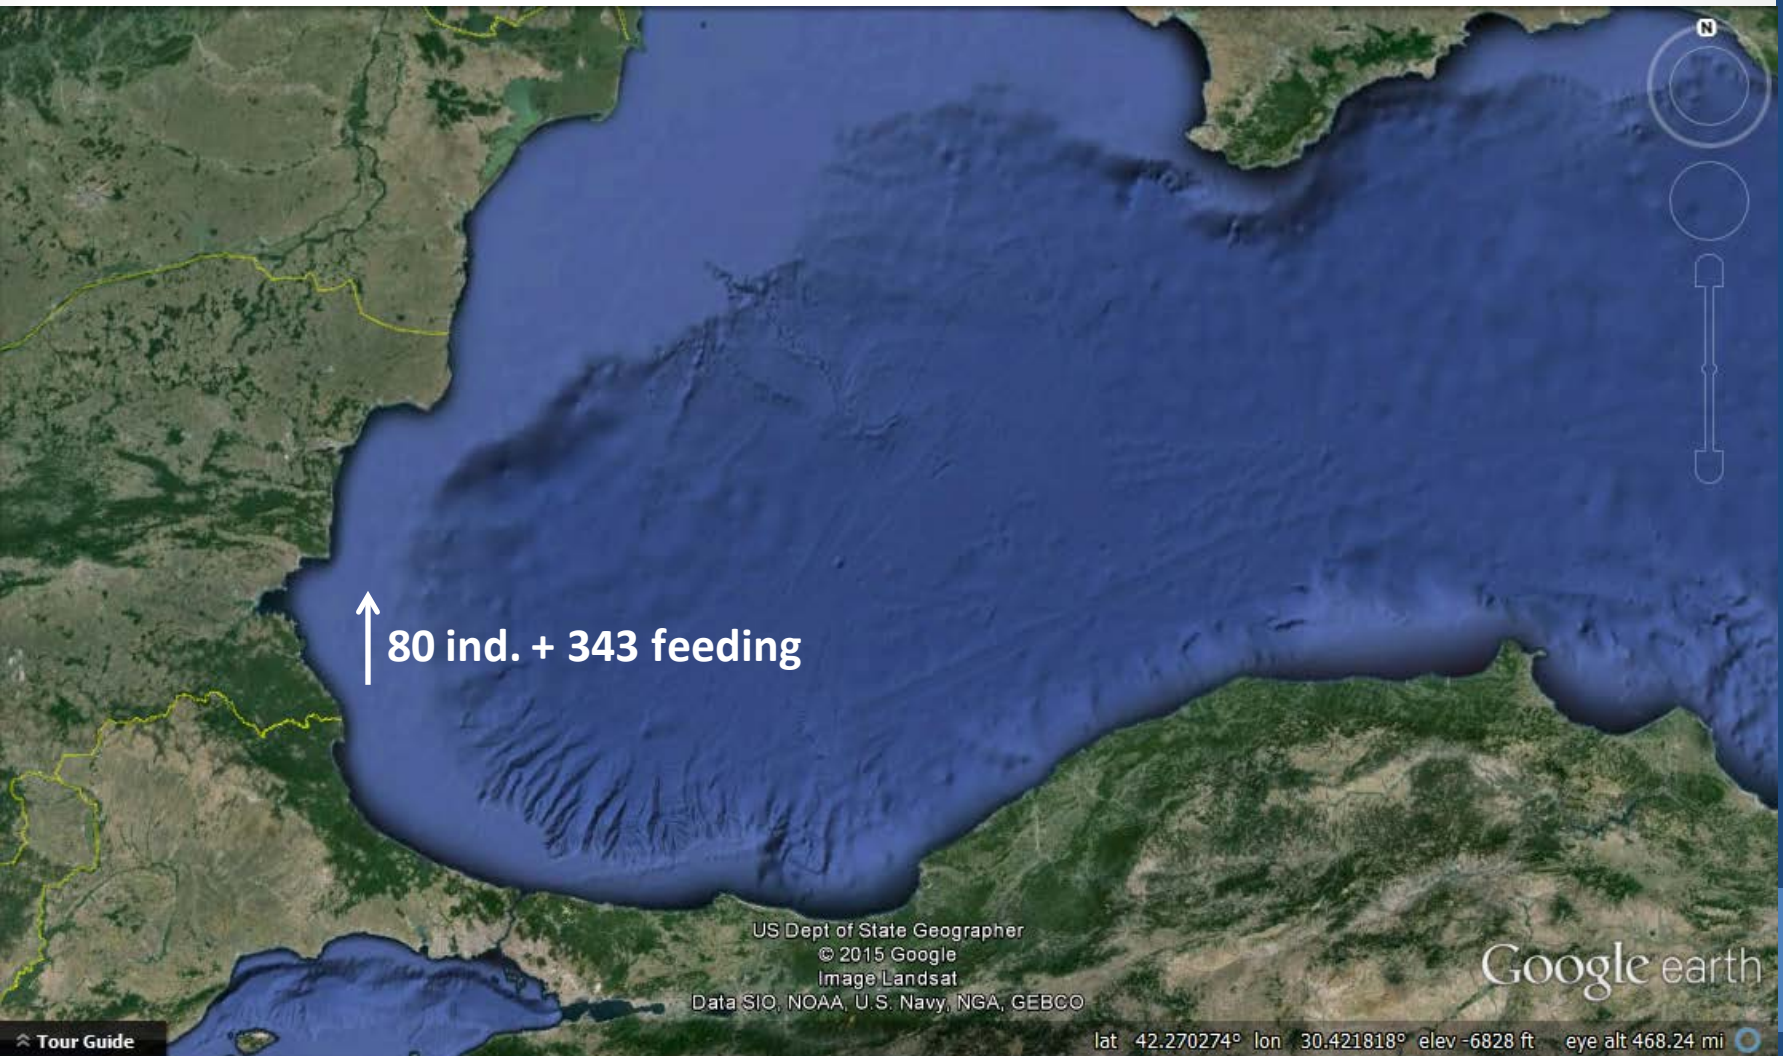 N
80 ind. + 343 feeding
US Dept of State Geographer
© 2015 Google
Image Landsat
Data SIO, NOAA, U.S. Navy, NGA, GEBCO
Google earth
Tour Guide
lat 42.270274° lon 30.421818° elev -6828 ft eye alt 468.24 mi